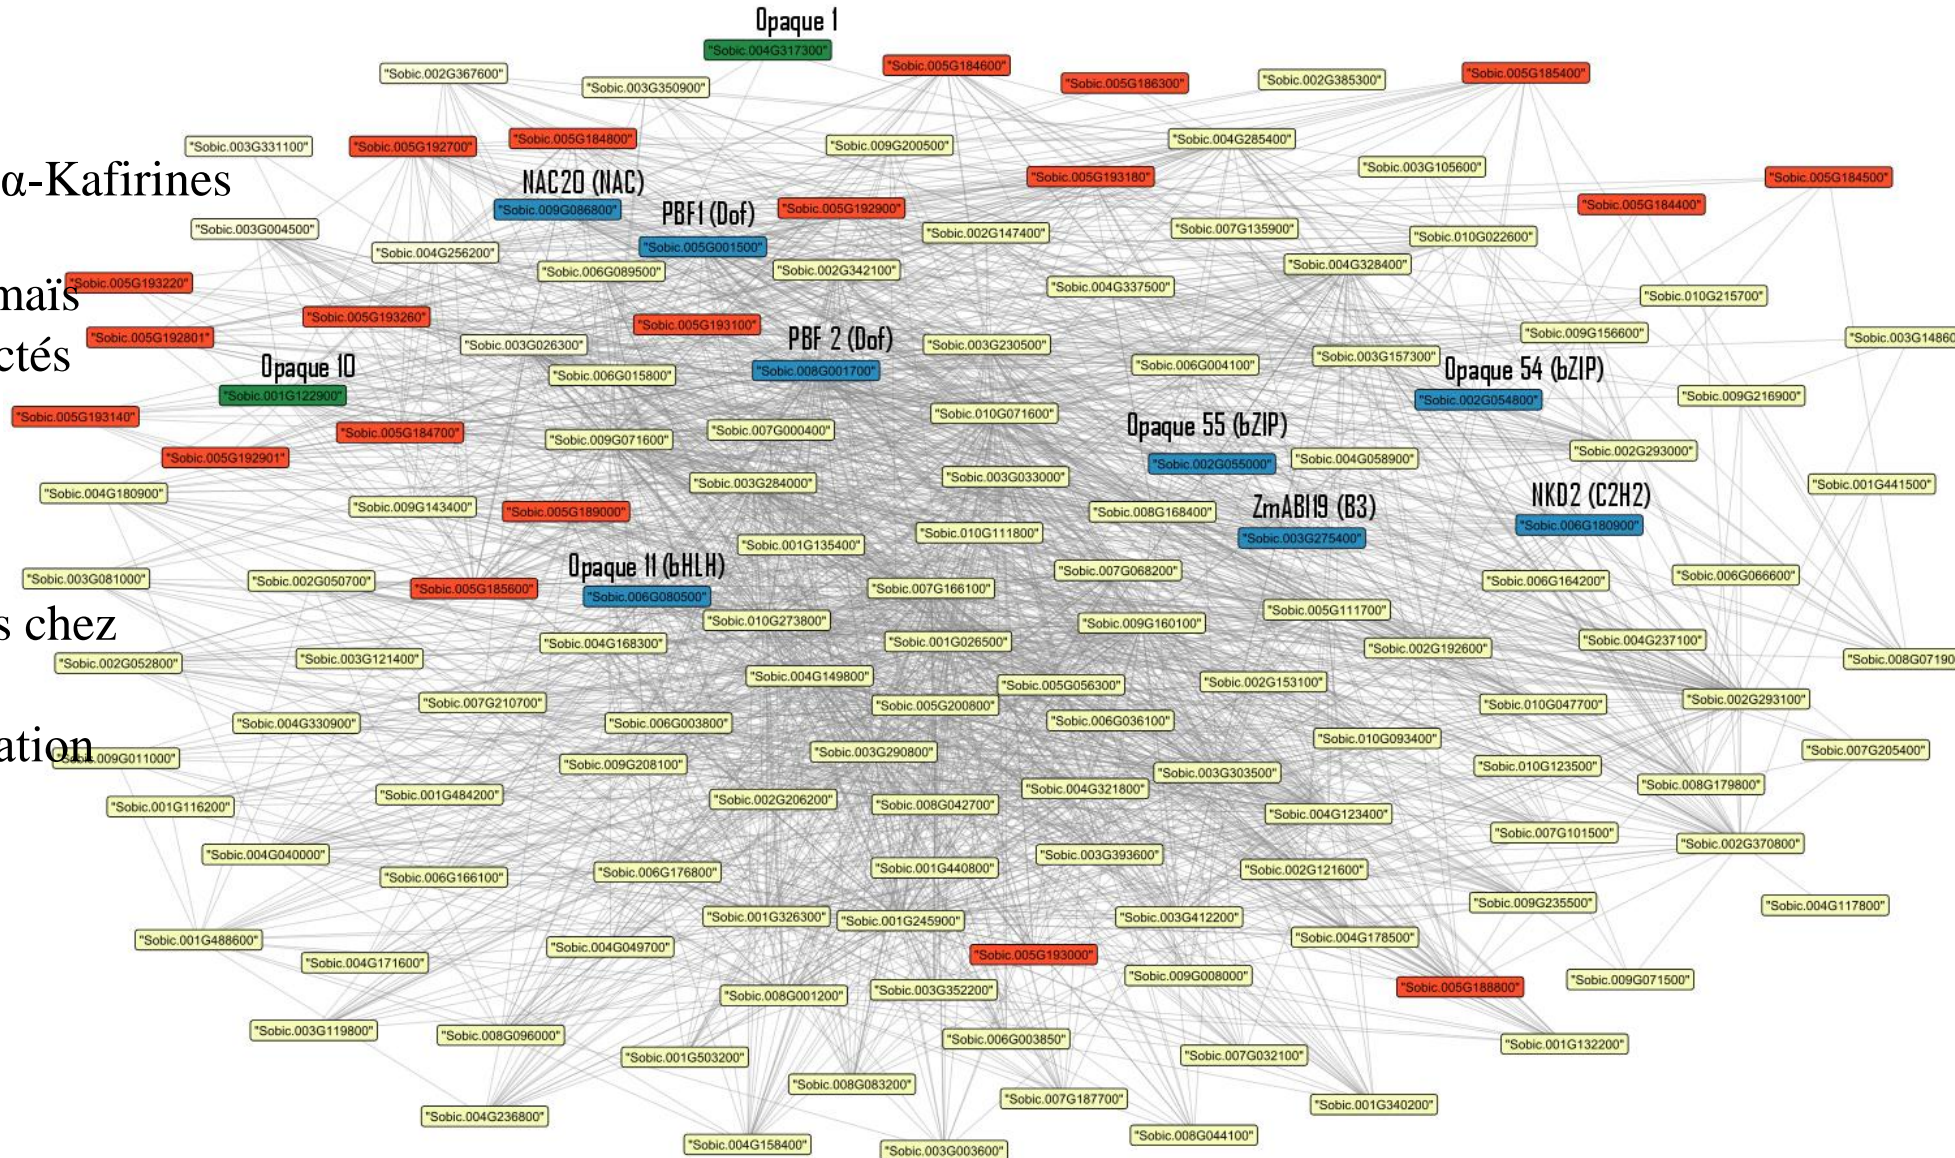 Opaque 1
"Sobic.004G317300"
"Sobic.005G184600"
"Sobic.002G367600"
"Sobic.003G350900"
"Sobic.005G186300"
"Sobic.002G385300"
"Sobic.005G185400"
"Sobic.003G331100"
"Sobic.005G192700"
"Sobic.005G184800"
"Sobic.009G200500"
"Sobic.004G285400"
"Sobic.003G105600"
α-Kafirines
NAC20 (NAC)
"Sobic.009G086800"
PBF1 (Dof)
"Sobic.005G001500"
"Sobic.005G192900"
"Sobic.005G193180"
"Sobic.005G184400"
"Sobic.005G184500"
"Sobic.003G004500"
"Sobic.004G256200"
"Sobic.002G147400"
"Sobic.007G135900"
"Sobic.010G022600"
"Sobic.006G089500"
"Sobic.002G342100"
"Sobic.004G328400"
maïs
"Sobic.005G193220"
"Sobic.004G337500"
"Sobic.010G215700"
"Sobic.005G193260"
"Sobic.005G193100"
"Sobic.005G192801"
"Sobic.003G026300"
PBF 2 (Dof)
"Sobic.008G001700"
"Sobic.003G230500"
"Sobic.009G156600"
"Sobic.003G14860
ctés
Opaque 10
"Sobic.001G122900"
"Sobic.006G015800"
"Sobic.006G004100"
"Sobic.003G157300"
Opaque 54 (bZIP)
"Sobic.002G054800"
"Sobic.009G216900"
"Sobic.005G193140"
"Sobic.005G184700"
"Sobic.010G071600"
"Sobic.009G071600"
"Sobic.007G000400"
Opaque 55 (bZIP)
"Sobic.002G055000"
"Sobic.004G058900"
"Sobic.002G293000"
"Sobic.005G192901"
"Sobic.004G180900"
"Sobic.003G284000"
"Sobic.003G033000"
"Sobic.001G441500"
"Sobic.009G143400"
"Sobic.005G189000"
"Sobic.008G168400"
ZmABI19 (B3)
"Sobic.003G275400"
NKD2 (C2H2)
"Sobic.006G180900"
"Sobic.001G135400"
"Sobic.010G111800"
Opaque 11 (bHLH)
"Sobic.006G080500"
"Sobic.003G081000"
"Sobic.002G050700"
"Sobic.005G185600"
"Sobic.007G166100"
"Sobic.007G068200"
"Sobic.006G164200"
"Sobic.006G066600"
s chez
"Sobic.010G273800"
"Sobic.009G160100"
"Sobic.005G111700"
"Sobic.004G168300"
"Sobic.001G026500"
"Sobic.002G192600"
"Sobic.004G237100"
"Sobic.002G052800"
"Sobic.003G121400"
"Sobic.008G07190
"Sobic.004G149800"
"Sobic.005G056300"
"Sobic.002G153100"
"Sobic.007G210700"
"Sobic.005G200800"
"Sobic.010G047700"
"Sobic.002G293100"
"Sobic.004G330900"
"Sobic.006G003800"
"Sobic.006G036100"
ation
"Sobic.009G011000"
"Sobic.003G290800"
"Sobic.010G093400"
"Sobic.007G205400"
"Sobic.009G208100"
"Sobic.003G303500"
"Sobic.010G123500"
"Sobic.001G116200"
"Sobic.001G484200"
"Sobic.002G206200"
"Sobic.008G042700"
"Sobic.004G321800"
"Sobic.004G123400"
"Sobic.008G179800"
"Sobic.007G101500"
"Sobic.004G040000"
"Sobic.003G393600"
"Sobic.002G370800"
"Sobic.006G166100"
"Sobic.006G176800"
"Sobic.001G440800"
"Sobic.002G121600"
"Sobic.001G326300"
"Sobic.001G245900"
"Sobic.003G412200"
"Sobic.009G235500"
"Sobic.004G117800"
"Sobic.001G488600"
"Sobic.004G049700"
"Sobic.005G193000"
"Sobic.004G178500"
"Sobic.004G171600"
"Sobic.009G008000"
"Sobic.005G188800"
"Sobic.009G071500"
"Sobic.008G001200"
"Sobic.003G352200"
"Sobic.003G119800"
"Sobic.008G096000"
"Sobic.006G003850"
"Sobic.001G132200"
"Sobic.001G503200"
"Sobic.007G032100"
"Sobic.008G083200"
"Sobic.007G187700"
"Sobic.001G340200"
"Sobic.004G236800"
"Sobic.004G158400"
"Sobic.003G003600"
"Sobic.008G044100"